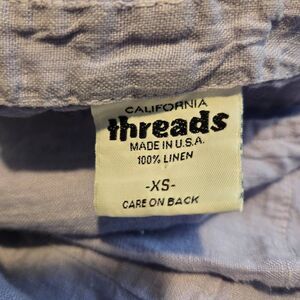 CALIFORNIA
threads
MADE IN U.S.A.
100% LINEN
-XS-
CARE ON BACK